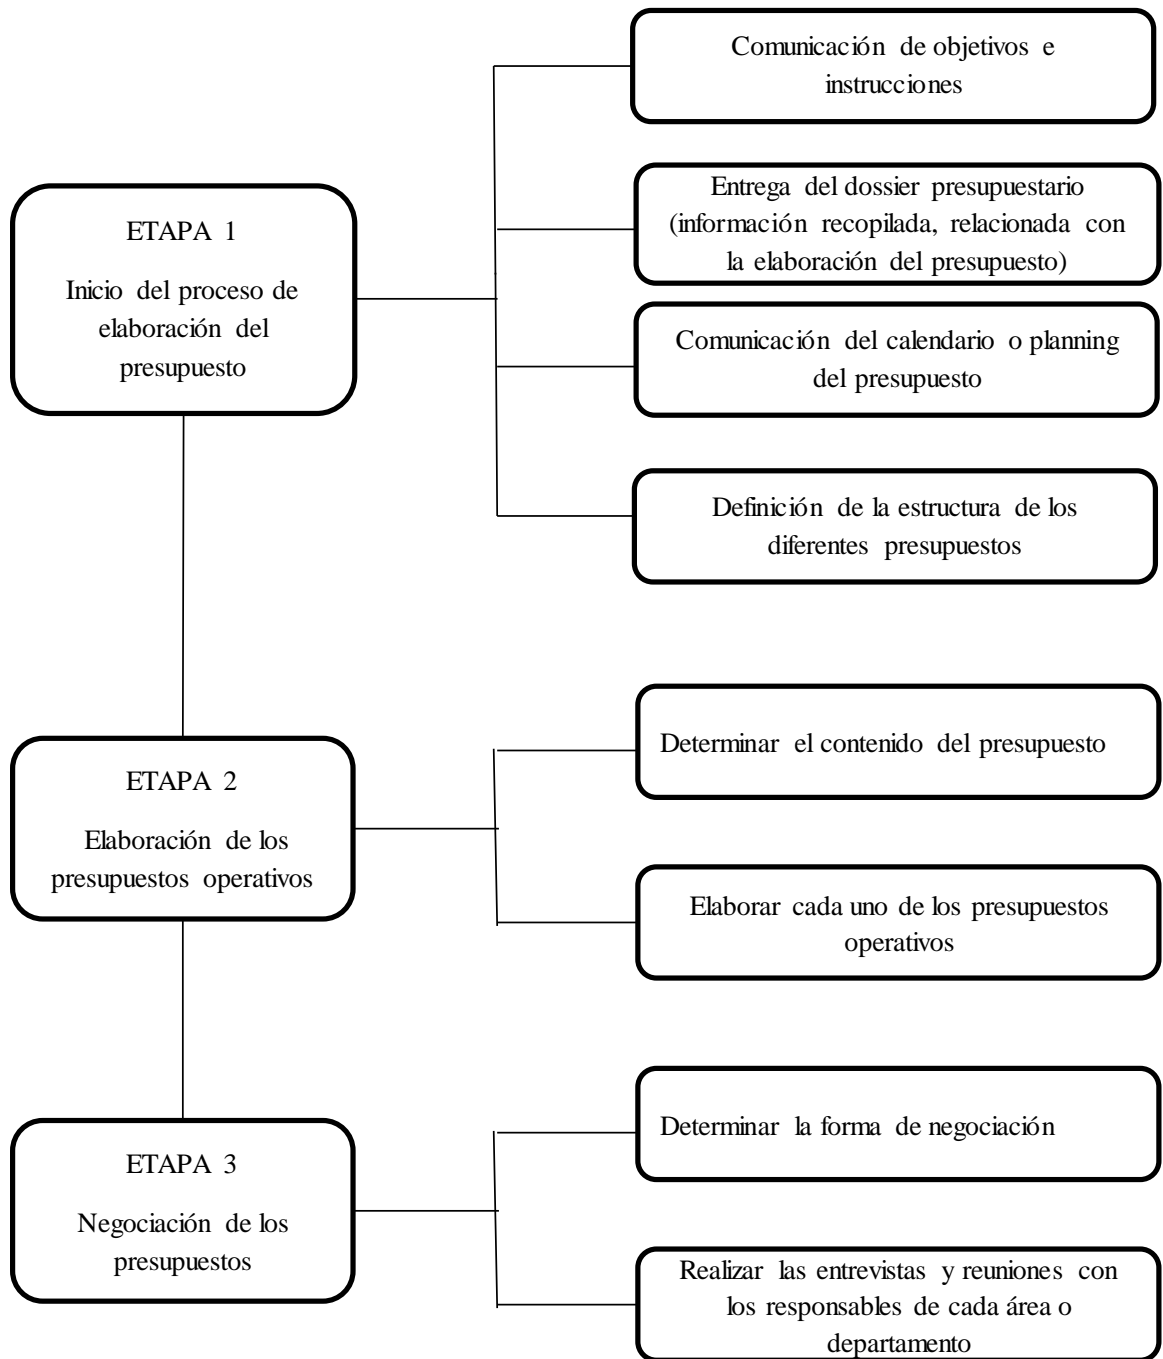 Comunicación de objetivos e
instrucciones
ETAPA 1
Inicio del proceso de
elaboración del
presupuesto
Entrega del dossier presupuestario
(información recopilada, relacionada con
la elaboración del presupuesto)
Comunicación del calendario o planning
del presupuesto
Definición de la estructura de los
diferentes presupuestos
ETAPA 2
Elaboración de los
presupuestos operativos
Determinar el contenido del presupuesto
Elaborar cada uno de los presupuestos
operativos
ETAPA 3
Negociación de los
presupuestos
Determinar la forma de negociación
Realizar las entrevistas y reuniones con
los responsables de cada área o
departamento